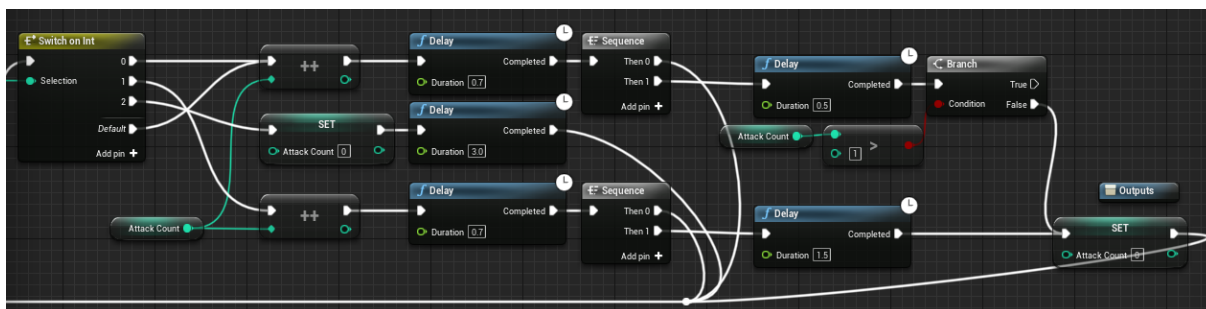 Switch on Int
0
Selection
1
2
Default
Add pin +
++
SET
Attack Count 0
++
Attack Count
f Delay
Completed
Duration 0.7
f Delay
Completed
Duration 3.0
f Delay
Completed
Duration 0.7
Sequence
Then 0
Then 1
Add pin +
Sequence
Then 0
Then 1
Add pin +
f Delay
Completed
Duration 0.5
Attack Count
1 >
f Delay
Completed
Duration 1.5
Branch
True
Condition False
Outputs
SET
Attack Count 0